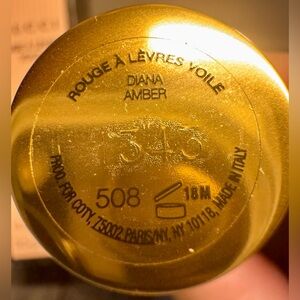 ROUGE À LÈVRES VOILE
DIANA
AMBER
508
18M
PROD. FOR COTY, 75002 PARIS/NY, NY 10118, MADE IN ITALY